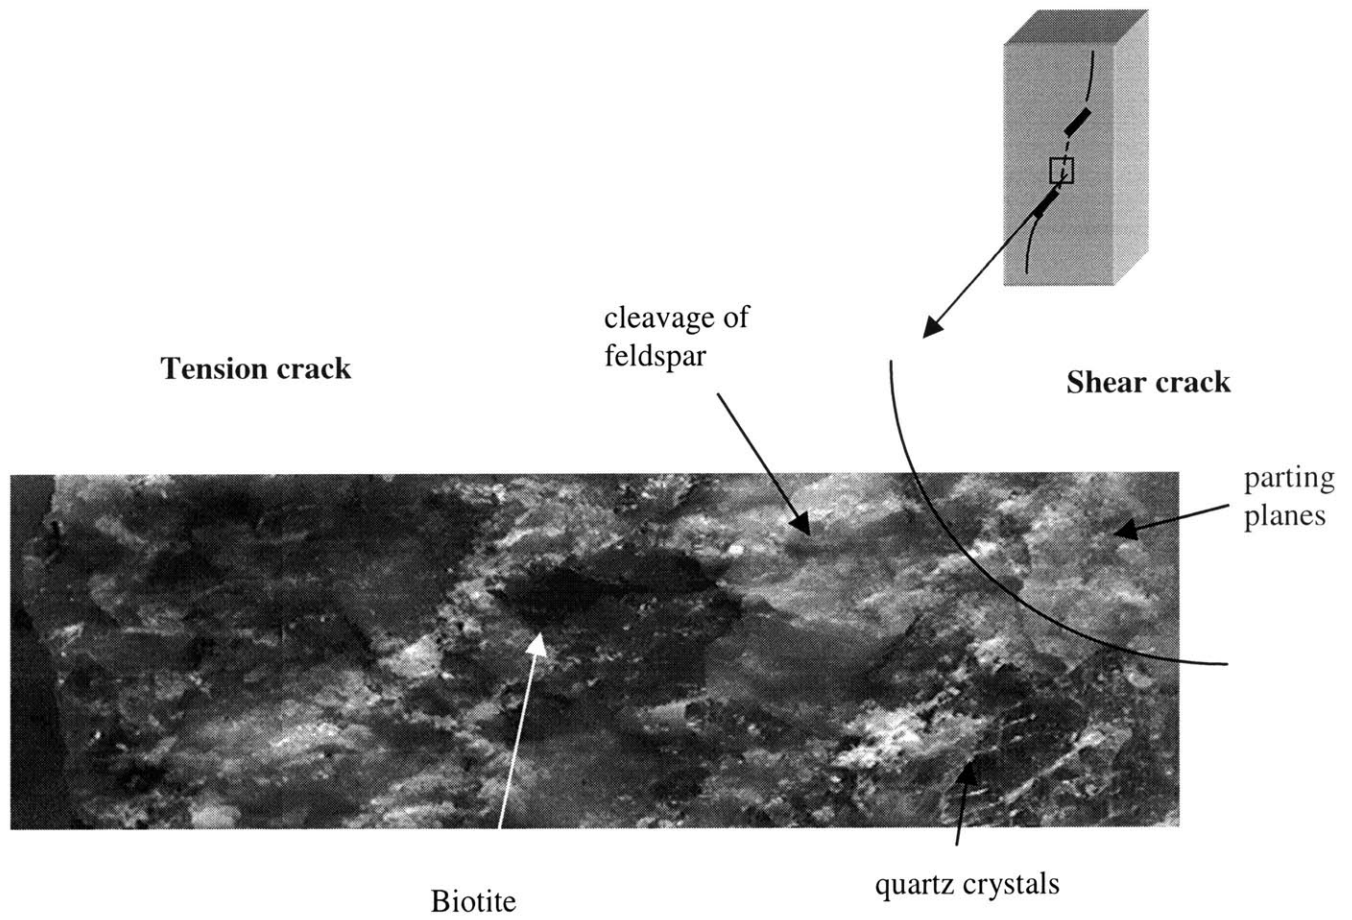 cleavage of
feldspar
Tension crack
Shear crack
parting
planes
quartz crystals
Biotite